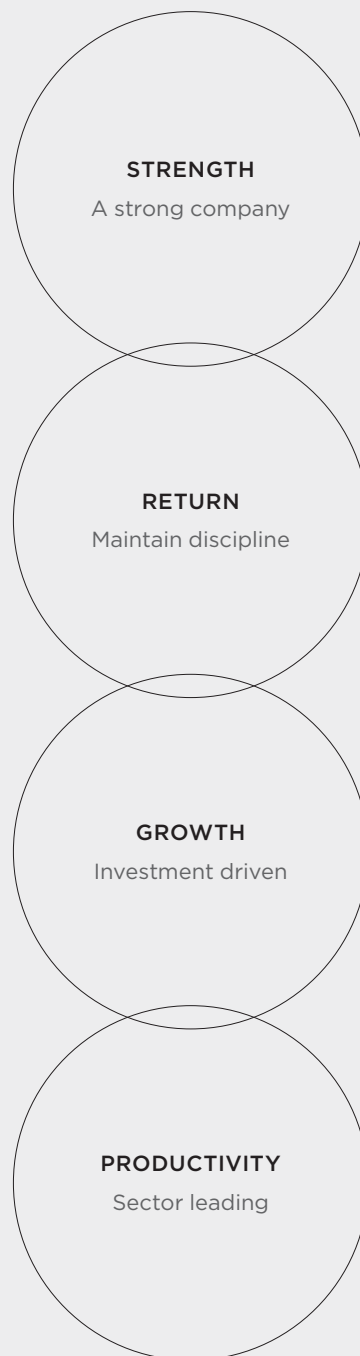 STRENGTH
A strong company
RETURN
Maintain discipline
GROWTH
Investment driven
PRODUCTIVITY
Sector leading